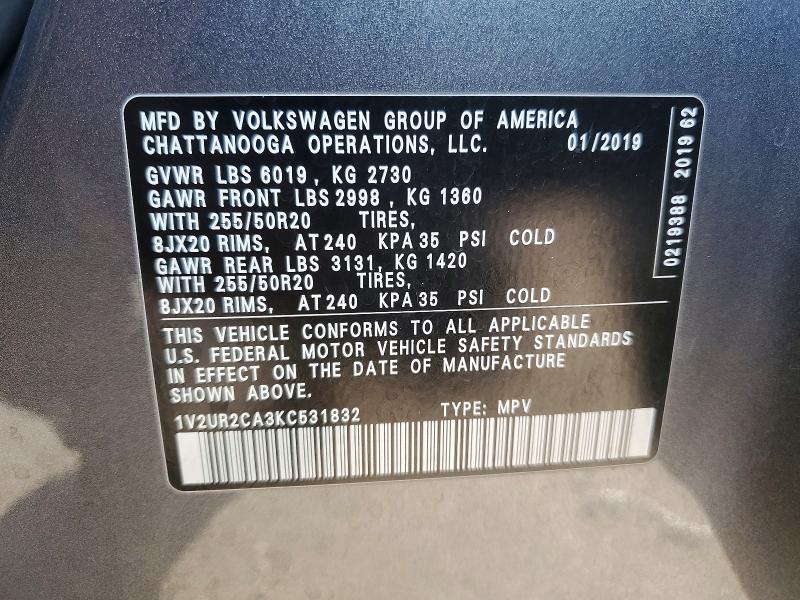 MFD BY VOLKSWAGEN GROUP OF AMERICA
CHATTANOOGA OPERATIONS, LLC. 01/2019
GVWR LBS 6019, KG 2730
GAWR FRONT LBS 2998, KG 1360
WITH 255/50R20 TIRES,
8JX20 RIMS, AT 240 KPA 35 PSI COLD
GAWR REAR LBS 3131, KG 1420
WITH 255/50R20 TIRES,
8JX20 RIMS, AT 240 KPA 35 PSI COLD
THIS VEHICLE CONFORMS TO ALL APPLICABLE
U.S. FEDERAL MOTOR VEHICLE SAFETY STANDARDS
IN EFFECT ON THE DATE OF MANUFACTURE
SHOWN ABOVE.
1V2UR2CA3KC531832 TYPE: MPV
0219388 2019 62